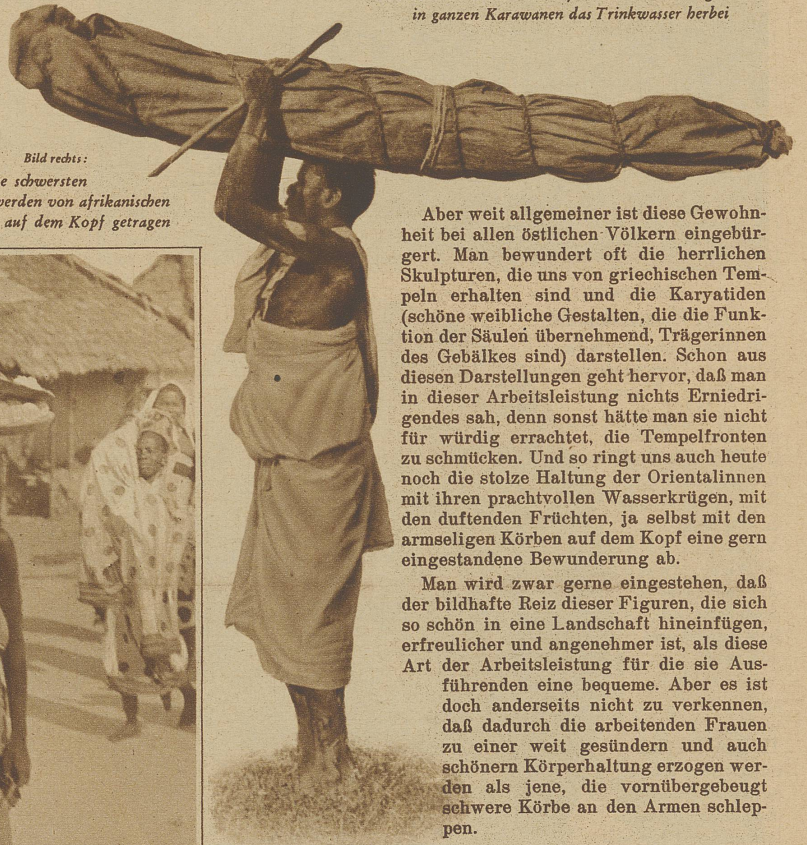 in ganzen Karawanen das Trinkwasser herbei
Bild rechts:
e schwersten
werden von afrikanischen
auf dem Kopf getragen
Aber weit allgemeiner ist diese Gewohn-
heit bei allen östlichen Völkern eingebür-
gert. Man bewundert oft die herrlichen
Skulpturen, die uns von griechischen Tem-
peln erhalten sind und die Karyatiden
(schöne weibliche Gestalten, die die Funk-
tion der Säulen übernehmend, Trägerinnen
des Gebälkes sind) darstellen. Schon aus
diesen Darstellungen geht hervor, daß man
in dieser Arbeitsleistung nichts Erniedri-
gendes sah, denn sonst hätte man sie nicht
für würdig errachtet, die Tempelfronten
zu schmücken. Und so ringt uns auch heute
noch die stolze Haltung der Orientalinnen
mit ihren prachtvollen Wasserkrügen, mit
den duftenden Früchten, ja selbst mit den
armseligen Körben auf dem Kopf eine gern
eingestandene Bewunderung ab.
Man wird zwar gerne eingestehen, daß
der bildhafte Reiz dieser Figuren, die sich
so schön in eine Landschaft hineinfügen,
erfreulicher und angenehmer ist, als diese
Art der Arbeitsleistung für die sie Aus-
führenden eine bequeme. Aber es ist
doch anderseits nicht zu verkennen,
daß dadurch die arbeitenden Frauen
zu einer weit gesündern und auch
schönern Körperhaltung erzogen wer-
den als jene, die vornübergebeugt
schwere Körbe an den Armen schlep-
pen.